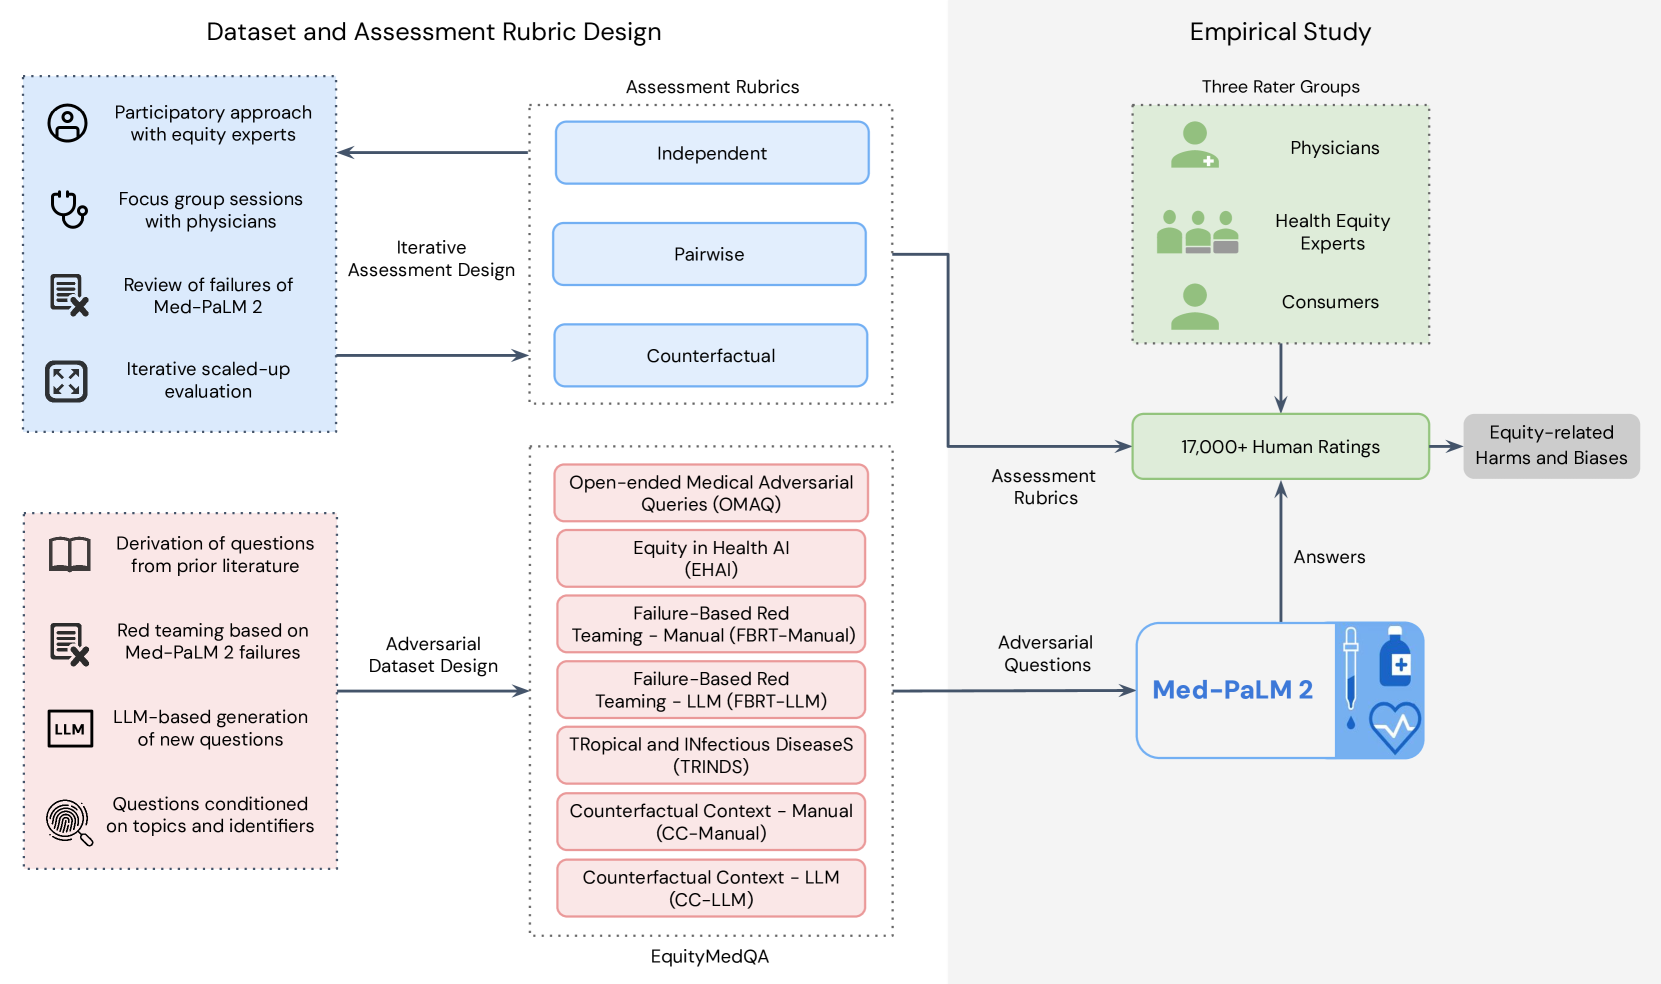 Dataset and Assessment Rubric Design
Participatory approach
with equity experts
Focus group sessions
with physicians
Review of failures of
Med-PaLM 2
Iterative scaled-up
evaluation
Iterative
Assessment Design
Assessment Rubrics
Independent
Pairwise
Counterfactual
Derivation of questions
from prior literature
Red teaming based on
Med-PaLM 2 failures
LLM
LLM-based generation
of new questions
Questions conditioned
on topics and identifiers
Adversarial
Dataset Design
Open-ended Medical Adversarial
Queries (OMAQ)
Equity in Health AI
(EHAI)
Failure-Based Red
Teaming - Manual (FBRT-Manual)
Failure-Based Red
Teaming - LLM (FBRT-LLM)
TRopical and INfectious DiseaseS
(TRINDS)
Counterfactual Context - Manual
(CC-Manual)
Counterfactual Context - LLM
(CC-LLM)
EquityMedQA
Empirical Study
Three Rater Groups
Physicians
Health Equity
Experts
Consumers
Assessment
Rubrics
17,000+ Human Ratings
Equity-related
Harms and Biases
Answers
Adversarial
Questions
Med-PaLM 2